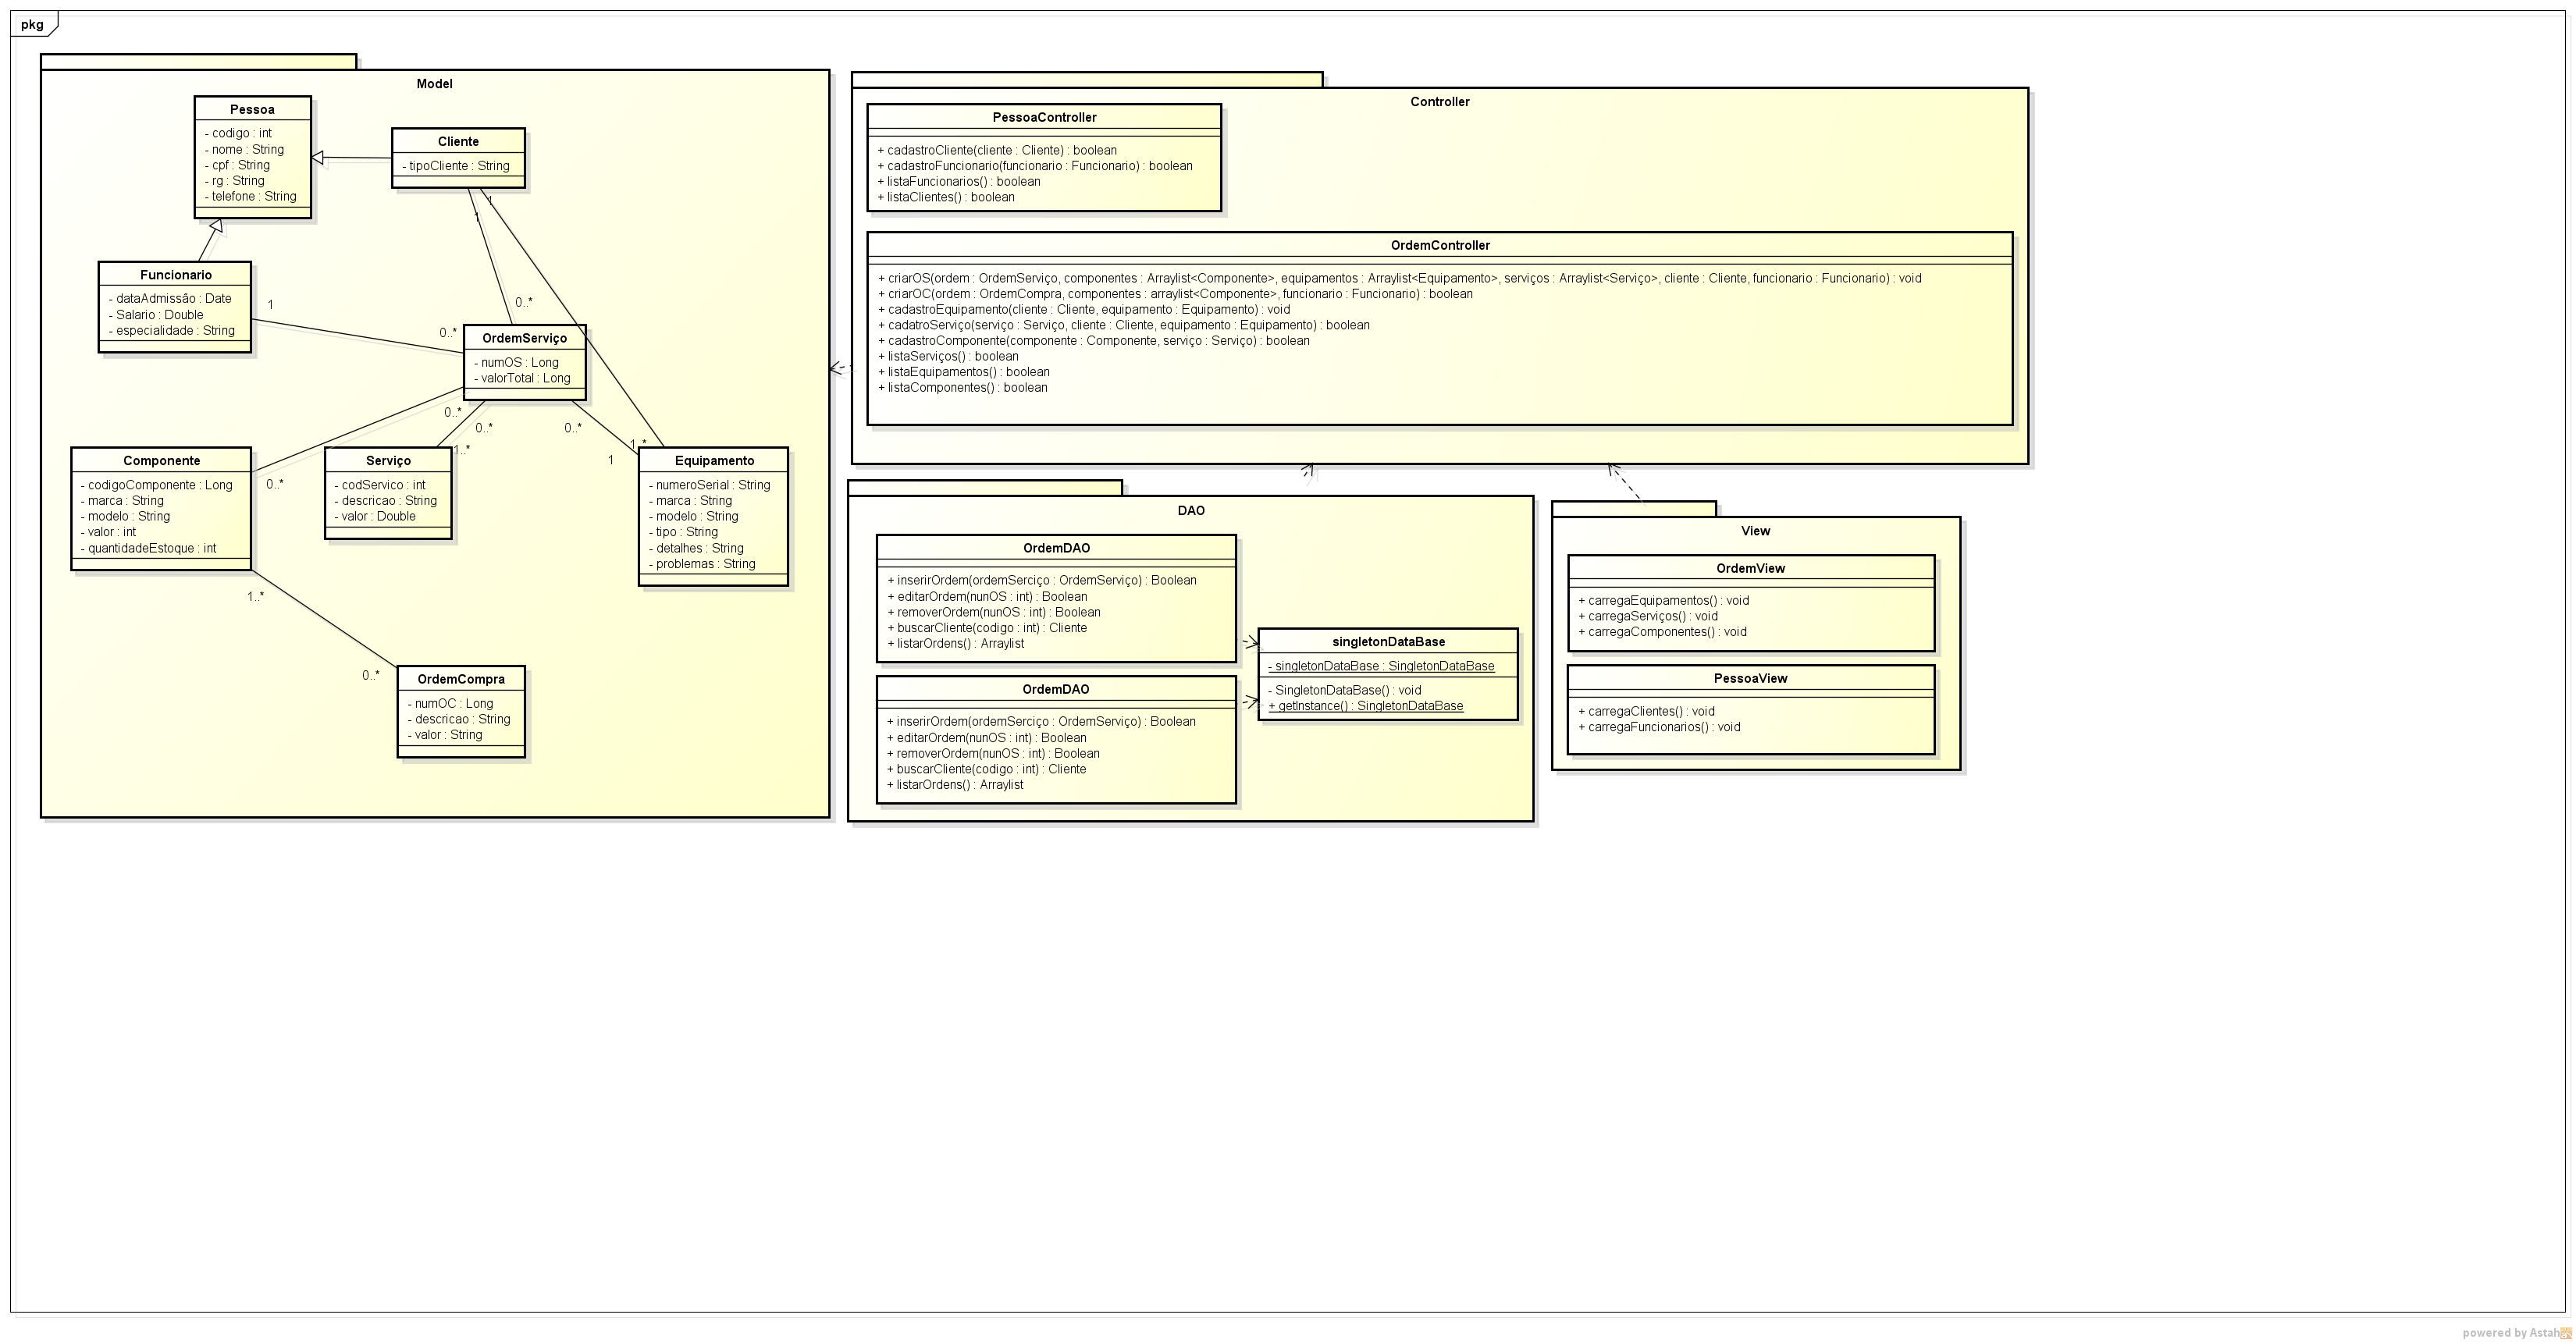 pkg
Model
Pessoa
- codigo : int
- nome : String
- cpf : String
- rg : String
- telefone : String
Cliente
- tipoCliente : String
1
1
Funcionario
- dataAdmissão : Date
- Salario : Double
- especialidade : String
1
0..*
0..*
OrdemServiço
- numOS : Long
- valorTotal : Long
0..*
0..*
0..*
1..*
1..*
1
0..*
Componente
- codigoComponente : Long
- marca : String
- modelo : String
- valor : int
- quantidadeEstoque : int
Serviço
- codServico : int
- descricao : String
- valor : Double
Equipamento
- numeroSerial : String
- marca : String
- modelo : String
- tipo : String
- detalhes : String
- problemas : String
1..*
0..*
OrdemCompra
- numOC : Long
- descricao : String
- valor : String
Controller
PessoaController
+ cadastroCliente(cliente : Cliente) : boolean
+ cadastroFuncionario(funcionario : Funcionario) : boolean
+ listaFuncionarios() : boolean
+ listaClientes() : boolean
OrdemController
+ criarOS(ordem : OrdemServiço, componentes : Arraylist<Componente>, equipamentos : Arraylist<Equipamento>, serviços : Arraylist<Serviço>, cliente : Cliente, funcionario : Funcionario) : void
+ criarOC(ordem : OrdemCompra, componentes : arraylist<Componente>, funcionario : Funcionario) : boolean
+ cadastroEquipamento(cliente : Cliente, equipamento : Equipamento) : void
+ cadatroServiço(serviço : Serviço, cliente : Cliente, equipamento : Equipamento) : boolean
+ cadastroComponente(componente : Componente, serviço : Serviço) : boolean
+ listaServiços() : boolean
+ listaEquipamentos() : boolean
+ listaComponentes() : boolean
DAO
OrdemDAO
+ inserirOrdem(ordemSerciço : OrdemServiço) : Boolean
+ editarOrdem(nunOS : int) : Boolean
+ removerOrdem(nunOS : int) : Boolean
+ buscarCliente(codigo : int) : Cliente
+ listarOrdens() : Arraylist
OrdemDAO
+ inserirOrdem(ordemSerciço : OrdemServiço) : Boolean
+ editarOrdem(nunOS : int) : Boolean
+ removerOrdem(nunOS : int) : Boolean
+ buscarCliente(codigo : int) : Cliente
+ listarOrdens() : Arraylist
singletonDataBase
- singletonDataBase : SingletonDataBase
- SingletonDataBase() : void
+ getInstance() : SingletonDataBase
View
OrdemView
+ carregaEquipamentos() : void
+ carregaServiços() : void
+ carregaComponentes() : void
PessoaView
+ carregaClientes() : void
+ carregaFuncionarios() : void
powered by Astah